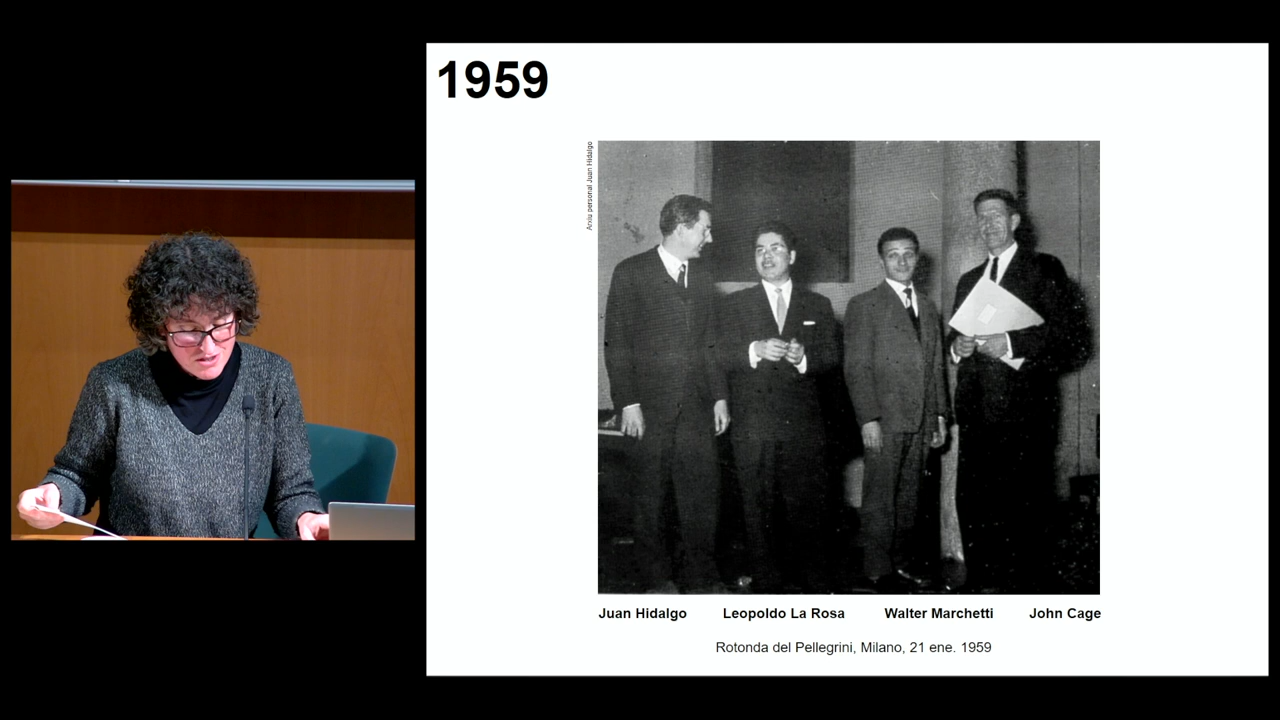 1959
Arxiu personal Juan Hidalgo
Juan Hidalgo Leopoldo La Rosa Walter Marchetti John Cage
Rotonda del Pellegrini, Milano, 21 ene. 1959